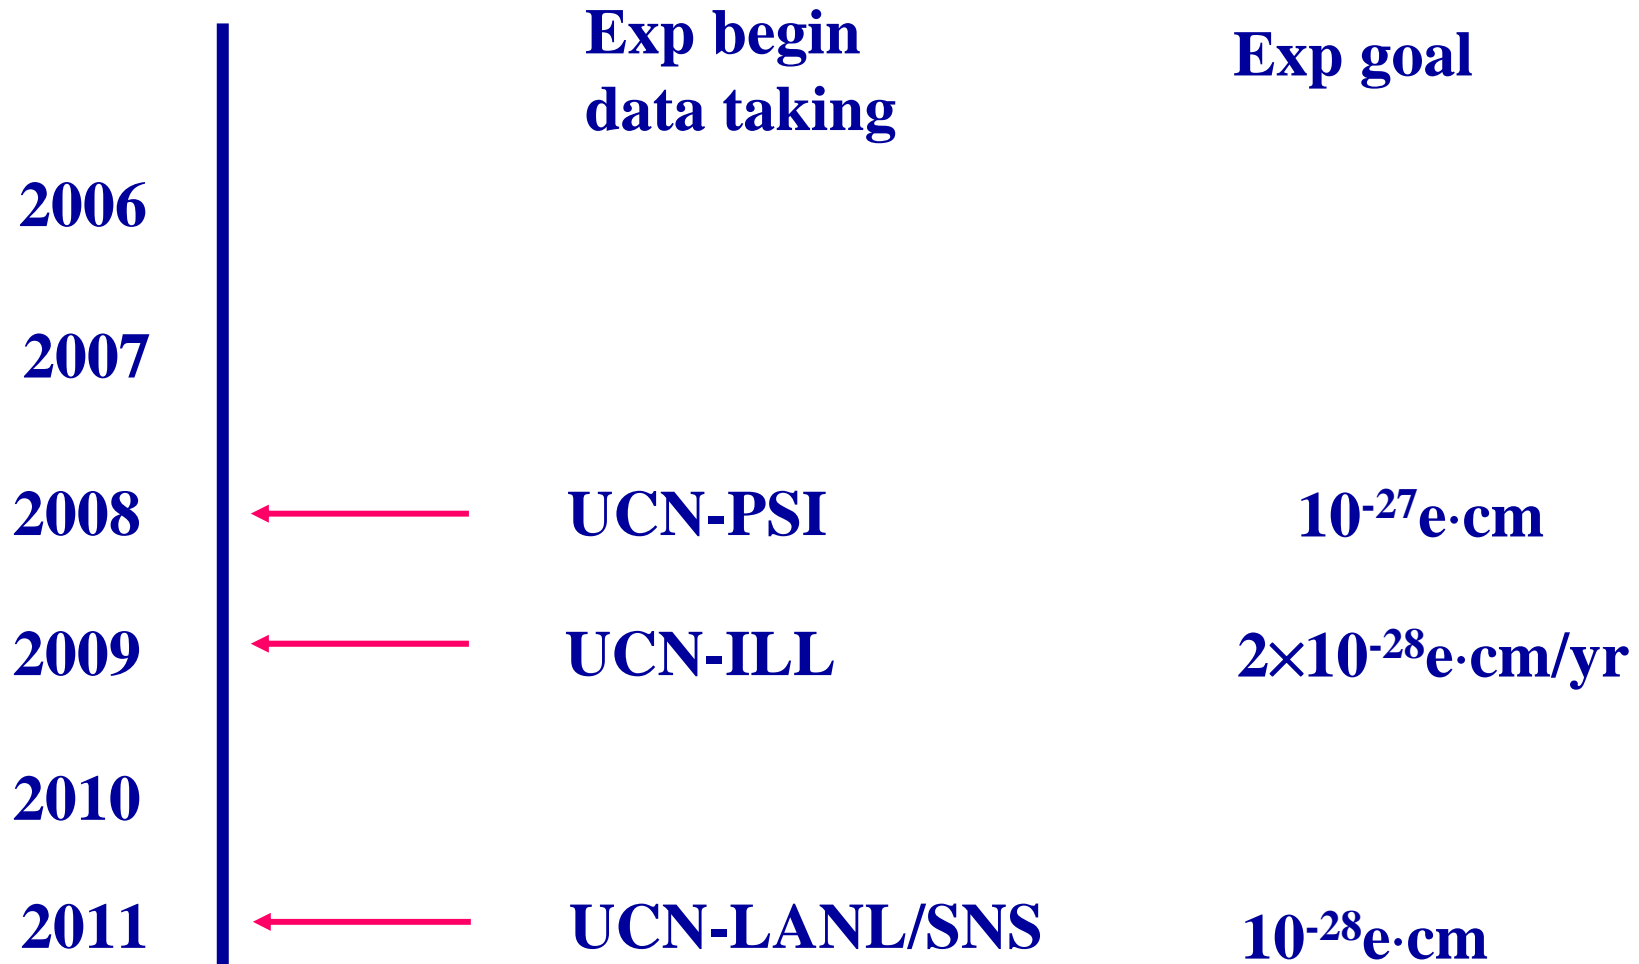 Exp begin
data taking
Exp goal
2006
2007
2008 UCN-PSI 10⁻²⁷e·cm
2009 UCN-ILL 2×10⁻²⁸e·cm/yr
2010
2011 UCN-LANL/SNS 10⁻²⁸e·cm